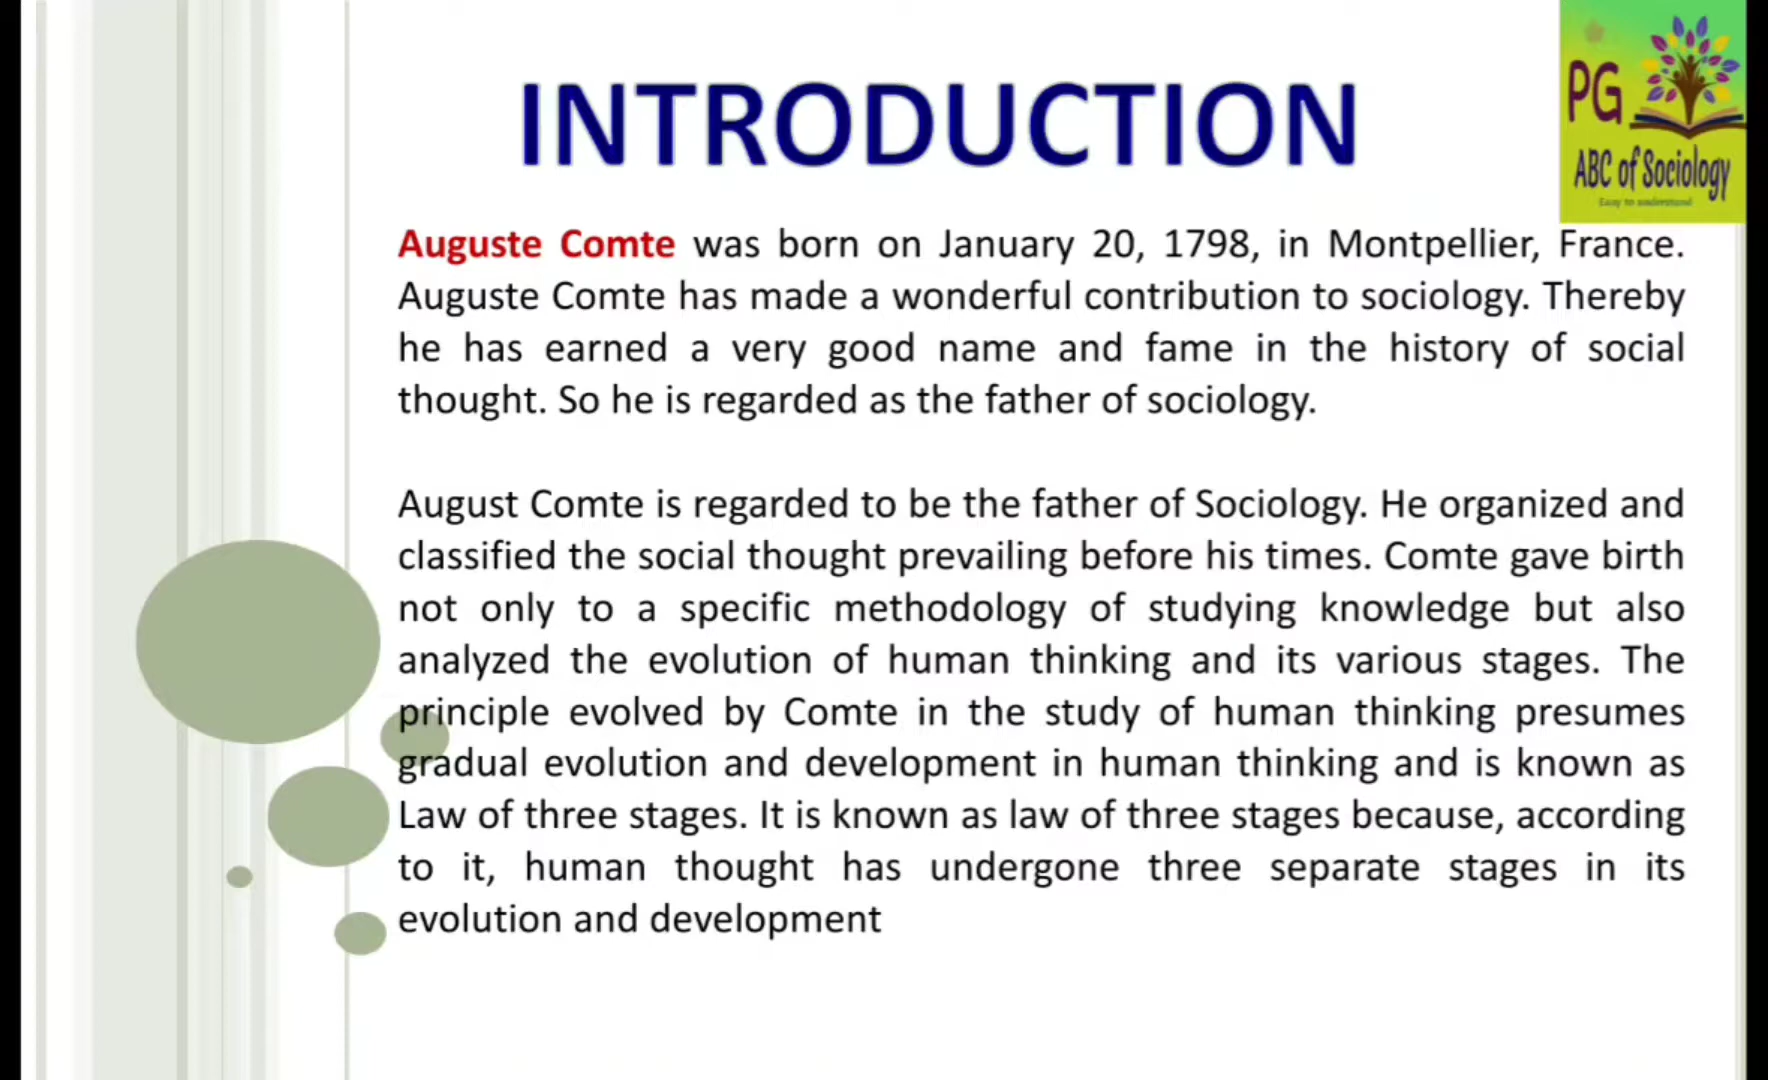 INTRODUCTION
PG
ABC of Sociology
Easy to understand
Auguste Comte was born on January 20, 1798, in Montpellier, France.
Auguste Comte has made a wonderful contribution to sociology. Thereby
he has earned a very good name and fame in the history of social
thought. So he is regarded as the father of sociology.
August Comte is regarded to be the father of Sociology. He organized and
classified the social thought prevailing before his times. Comte gave birth
not only to a specific methodology of studying knowledge but also
analyzed the evolution of human thinking and its various stages. The
principle evolved by Comte in the study of human thinking presumes
gradual evolution and development in human thinking and is known as
Law of three stages. It is known as law of three stages because, according
to it, human thought has undergone three separate stages in its
evolution and development